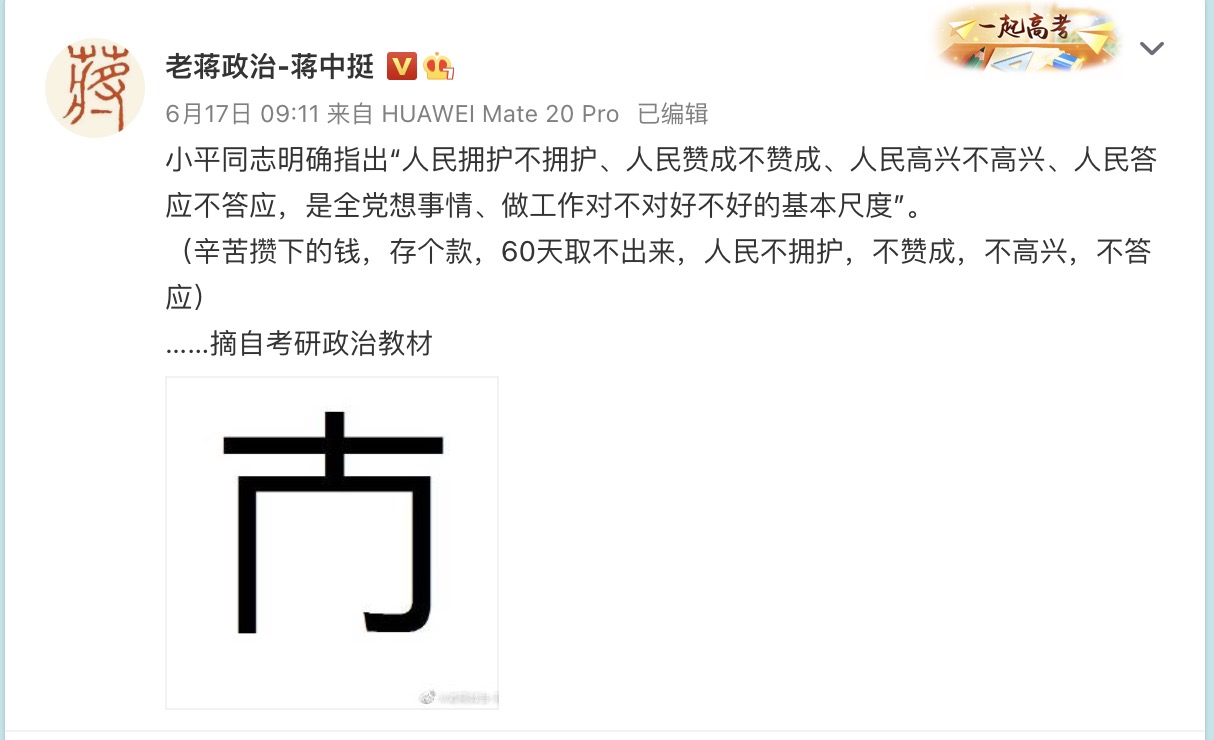 一起高考
蒋
老蒋政治-蒋中挺
6月17日 09:11 来自 HUAWEI Mate 20 Pro 已编辑
小平同志明确指出“人民拥护不拥护、人民赞成不赞成、人民高兴不高兴、人民答
应不答应，是全党想事情、做工作对不对好不好的基本尺度”。
（辛苦攒下的钱，存个款，60天取不出来，人民不拥护，不赞成，不高兴，不答
应）
……摘自考研政治教材